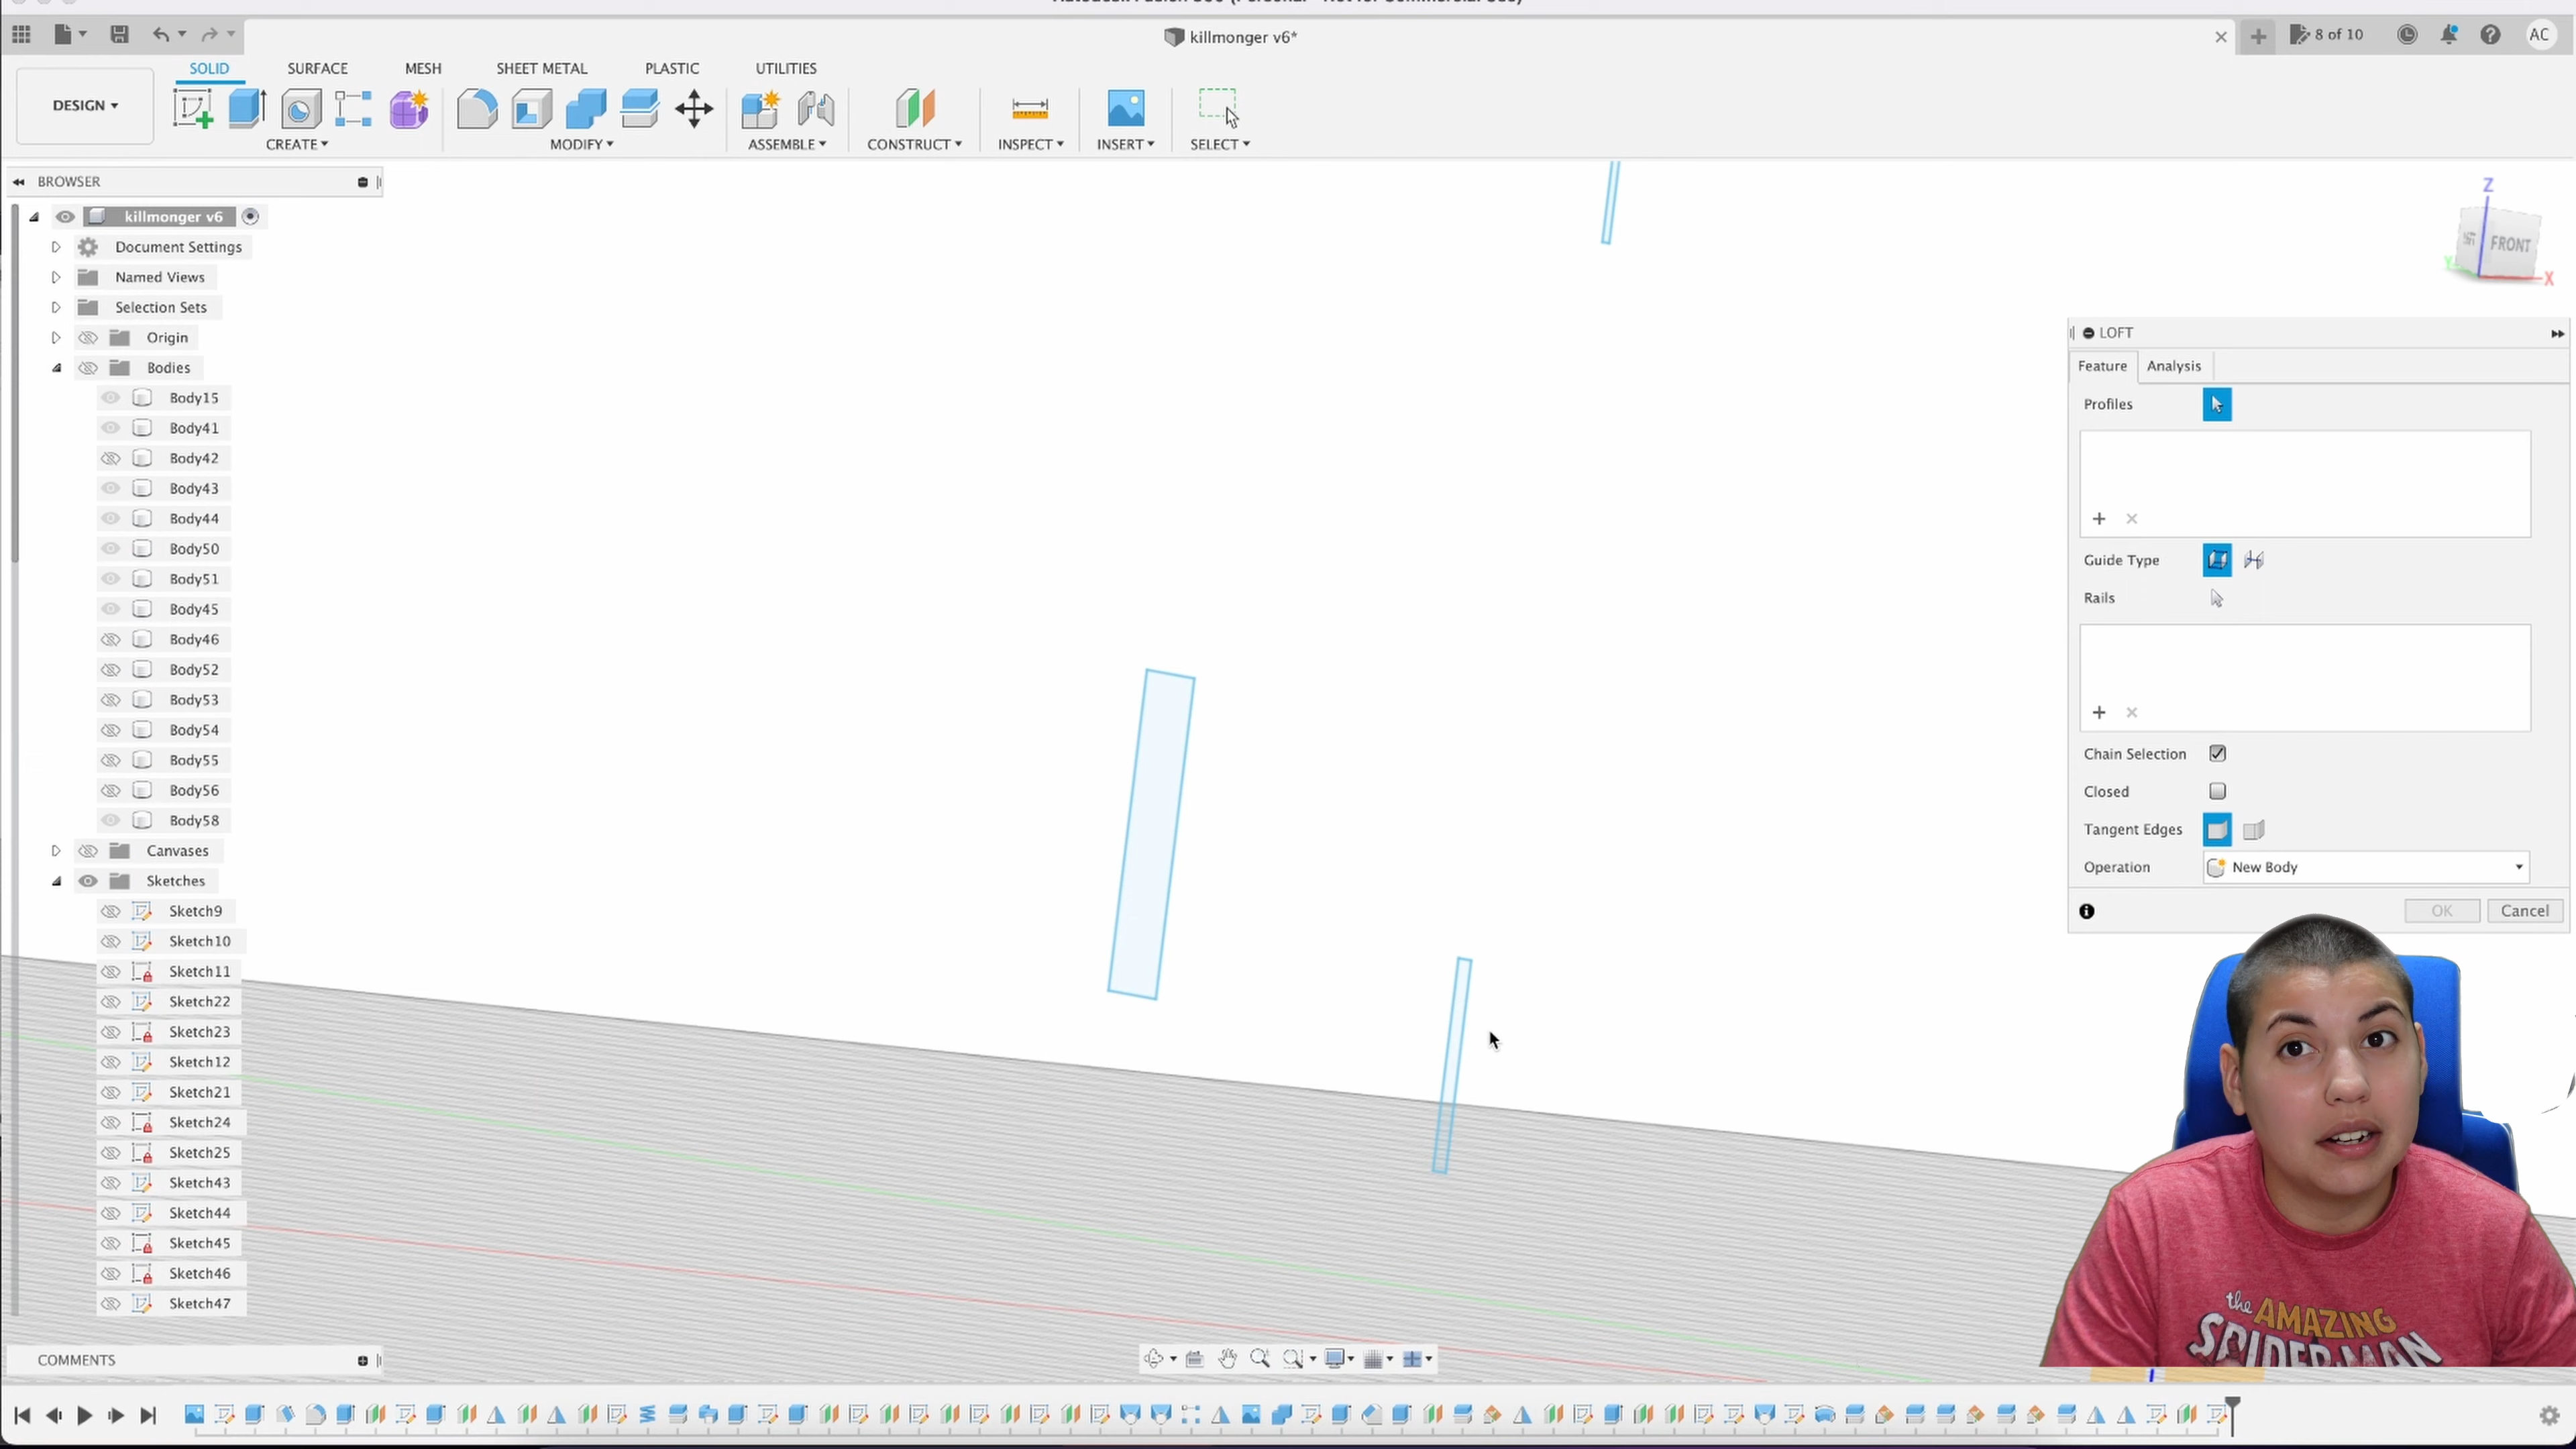 killmonger v6*
8 of 10
AC
DESIGN
SOLID
SURFACE
MESH
SHEET METAL
PLASTIC
UTILITIES
CREATE
MODIFY
ASSEMBLE
CONSTRUCT
INSPECT
INSERT
SELECT
BROWSER
killmonger v6
Document Settings
Named Views
Selection Sets
Origin
Bodies
Body15
Body41
Body42
Body43
Body44
Body50
Body51
Body45
Body46
Body52
Body53
Body54
Body55
Body56
Body58
Canvases
Sketches
Sketch9
Sketch10
Sketch11
Sketch22
Sketch23
Sketch12
Sketch21
Sketch24
Sketch25
Sketch43
Sketch44
Sketch45
Sketch46
Sketch47
COMMENTS
Z
FRONT
X
LOFT
Feature
Analysis
Profiles
Guide Type
Rails
Chain Selection
Closed
Tangent Edges
Operation
New Body
OK
Cancel
the AMAZING
SPIDER-MAN